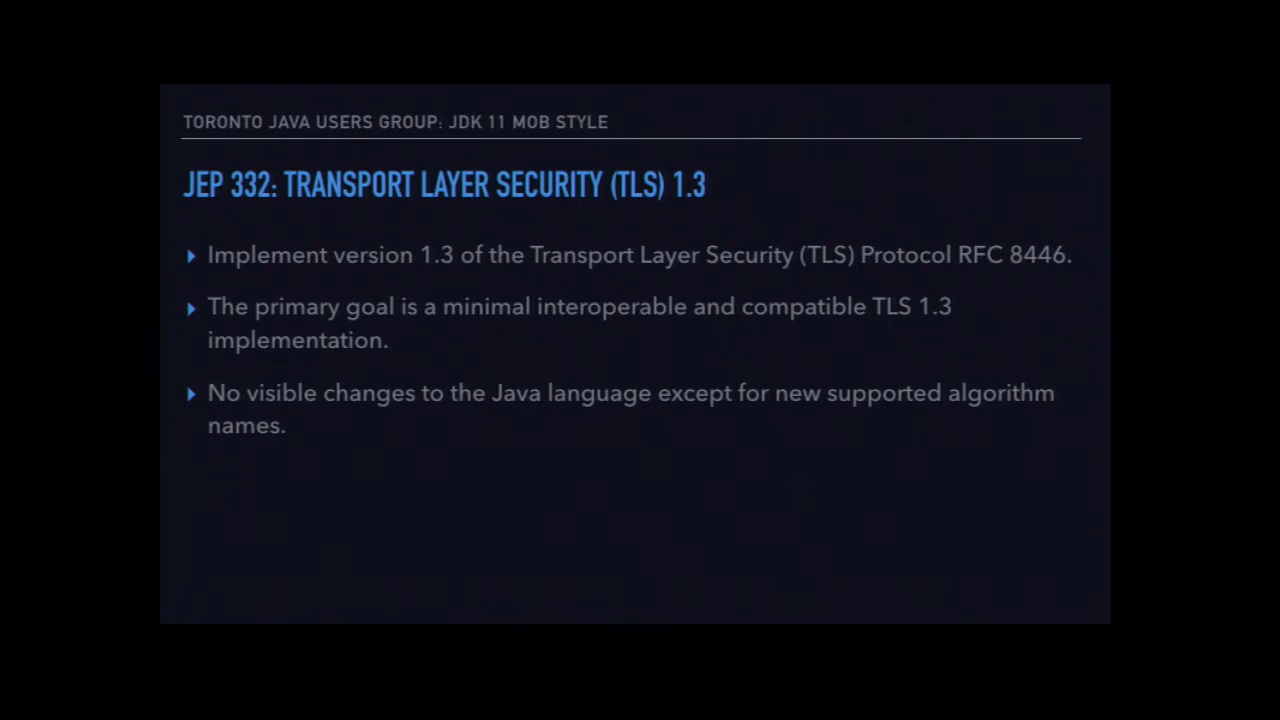 TORONTO JAVA USERS GROUP: JDK 11 MOB STYLE
JEP 332: TRANSPORT LAYER SECURITY (TLS) 1.3
Implement version 1.3 of the Transport Layer Security (TLS) Protocol RFC 8446.
The primary goal is a minimal interoperable and compatible TLS 1.3
implementation.
No visible changes to the Java language except for new supported algorithm
names.